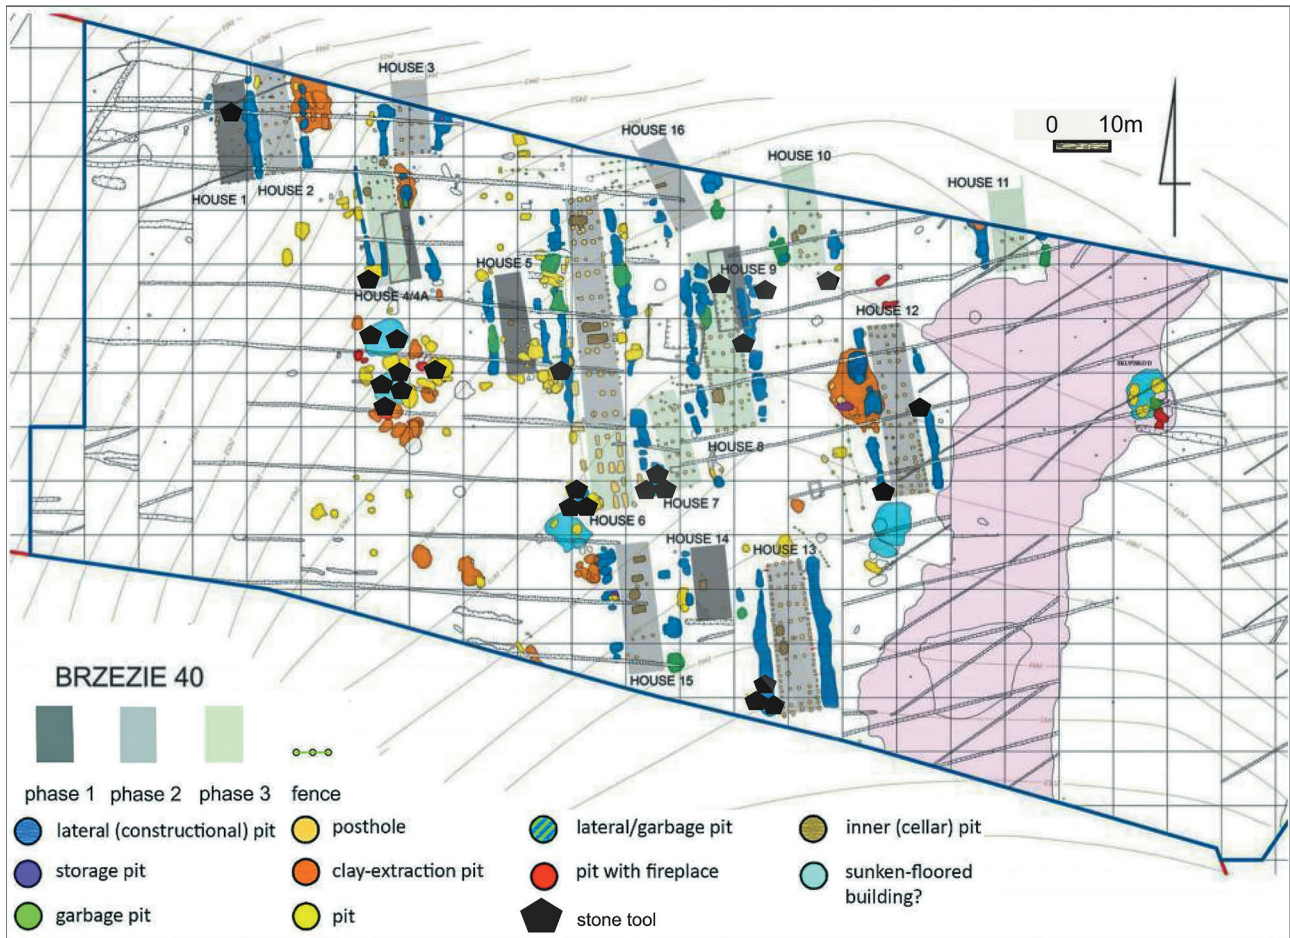 HOUSE 3
HOUSE 16
0 10m
HOUSE 10
HOUSE 11
HOUSE 2
HOUSE 1
HOUSE 5
HOUSE 9
HOUSE 4/4A
HOUSE 12
HOUSE 8
HOUSE 7
HOUSE 6
HOUSE 14
HOUSE 13
HOUSE 15
BRZEZIE 40
phase 1 phase 2 phase 3 fence
lateral (constructional) pit
posthole
lateral/garbage pit
inner (cellar) pit
storage pit
clay-extraction pit
pit with fireplace
sunken-floored
building?
garbage pit
pit
stone tool